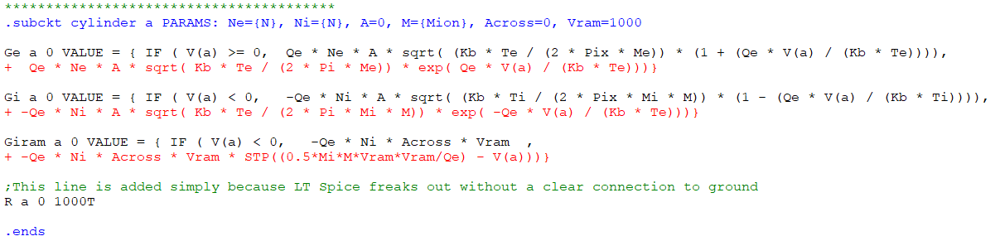 ****************************************
.subckt cylinder a PARAMS: Ne={N}, Ni={N}, A=0, M={Mion}, Across=0, Vram=1000
Ge a 0 VALUE = { IF ( V(a) >= 0,  Qe * Ne * A * sqrt( (Kb * Te / (2 * Pix * Me)) * (1 + (Qe * V(a) / (Kb * Te)))),
+  Qe * Ne * A * sqrt( Kb * Te / (2 * Pi * Me)) * exp( Qe * V(a) / (Kb * Te)))}
Gi a 0 VALUE = { IF ( V(a) < 0,   -Qe * Ni * A * sqrt( (Kb * Ti / (2 * Pix * Mi * M)) * (1 - (Qe * V(a) / (Kb * Ti)))),
+ -Qe * Ni * A * sqrt( Kb * Te / (2 * Pi * Mi * M)) * exp( -Qe * V(a) / (Kb * Te)))}
Giram a 0 VALUE = { IF ( V(a) < 0,   -Qe * Ni * Across * Vram  ,
+ -Qe * Ni * Across * Vram * STP((0.5*Mi*M*Vram*Vram/Qe) - V(a)))}
;This line is added simply because LT Spice freaks out without a clear connection to ground
R a 0 1000T
.ends